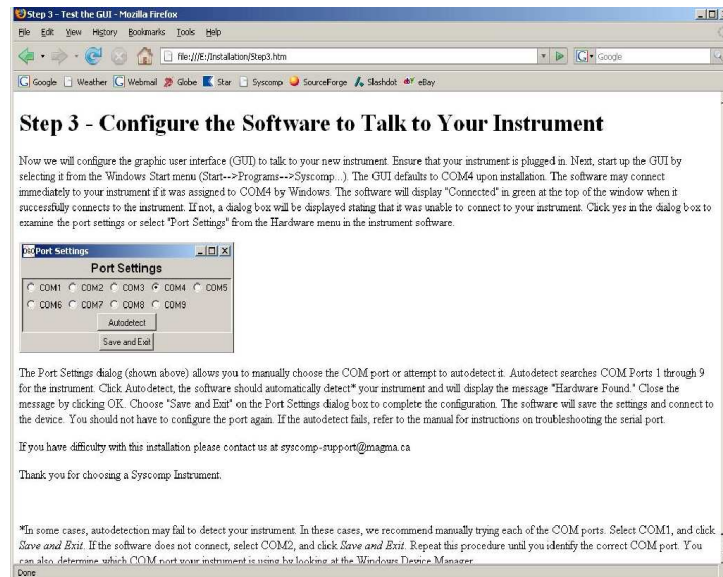 Step 3 - Test the GUI - Mozilla Firefox
File Edit View History Bookmarks Tools Help
file:///E:/Installation/Step3.htm
Google
Google Weather Webmail Globe Star Syscomp SourceForge Slashdot eBay
Step 3 - Configure the Software to Talk to Your Instrument
Now we will configure the graphic user interface (GUI) to talk to your new instrument. Ensure that your instrument is plugged in. Next, start up the GUI by
selecting it from the Windows Start menu (Start-->Programs-->Syscomp...). The GUI defaults to COM4 upon installation. The software may connect
immediately to your instrument if it was assigned to COM4 by Windows. The software will display "Connected" in green at the top of the window when it
successfully connects to the instrument. If not, a dialog box will be displayed stating that it was unable to connect to your instrument. Click yes in the dialog box to
examine the port settings or select "Port Settings" from the Hardware menu in the instrument software.
Port Settings
Port Settings
COM1 COM2 COM3 COM4 COM5
COM6 COM7 COM8 COM9
Autodetect
Save and Exit
The Port Settings dialog (shown above) allows you to manually choose the COM port or attempt to autodetect it. Autodetect searches COM Ports 1 through 9
for the instrument. Click Autodetect, the software should automatically detect* your instrument and will display the message "Hardware Found." Close the
message by clicking OK. Choose "Save and Exit" on the Port Settings dialog box to complete the configuration. The software will save the settings and connect to
the device. You should not have to configure the port again. If the autodetect fails, refer to the manual for instructions on troubleshooting the serial port.
If you have difficulty with this installation please contact us at syscomp-support@magma.ca
Thank you for choosing a Syscomp Instrument.
*In some cases, autodetection may fail to detect your instrument. In these cases, we recommend manually trying each of the COM ports. Select COM1, and click
Save and Exit. If the software does not connect, select COM2, and click Save and Exit. Repeat this procedure until you identify the correct COM port. You
can also determine which COM port your instrument is using by looking at the Windows Device Manager.
Done